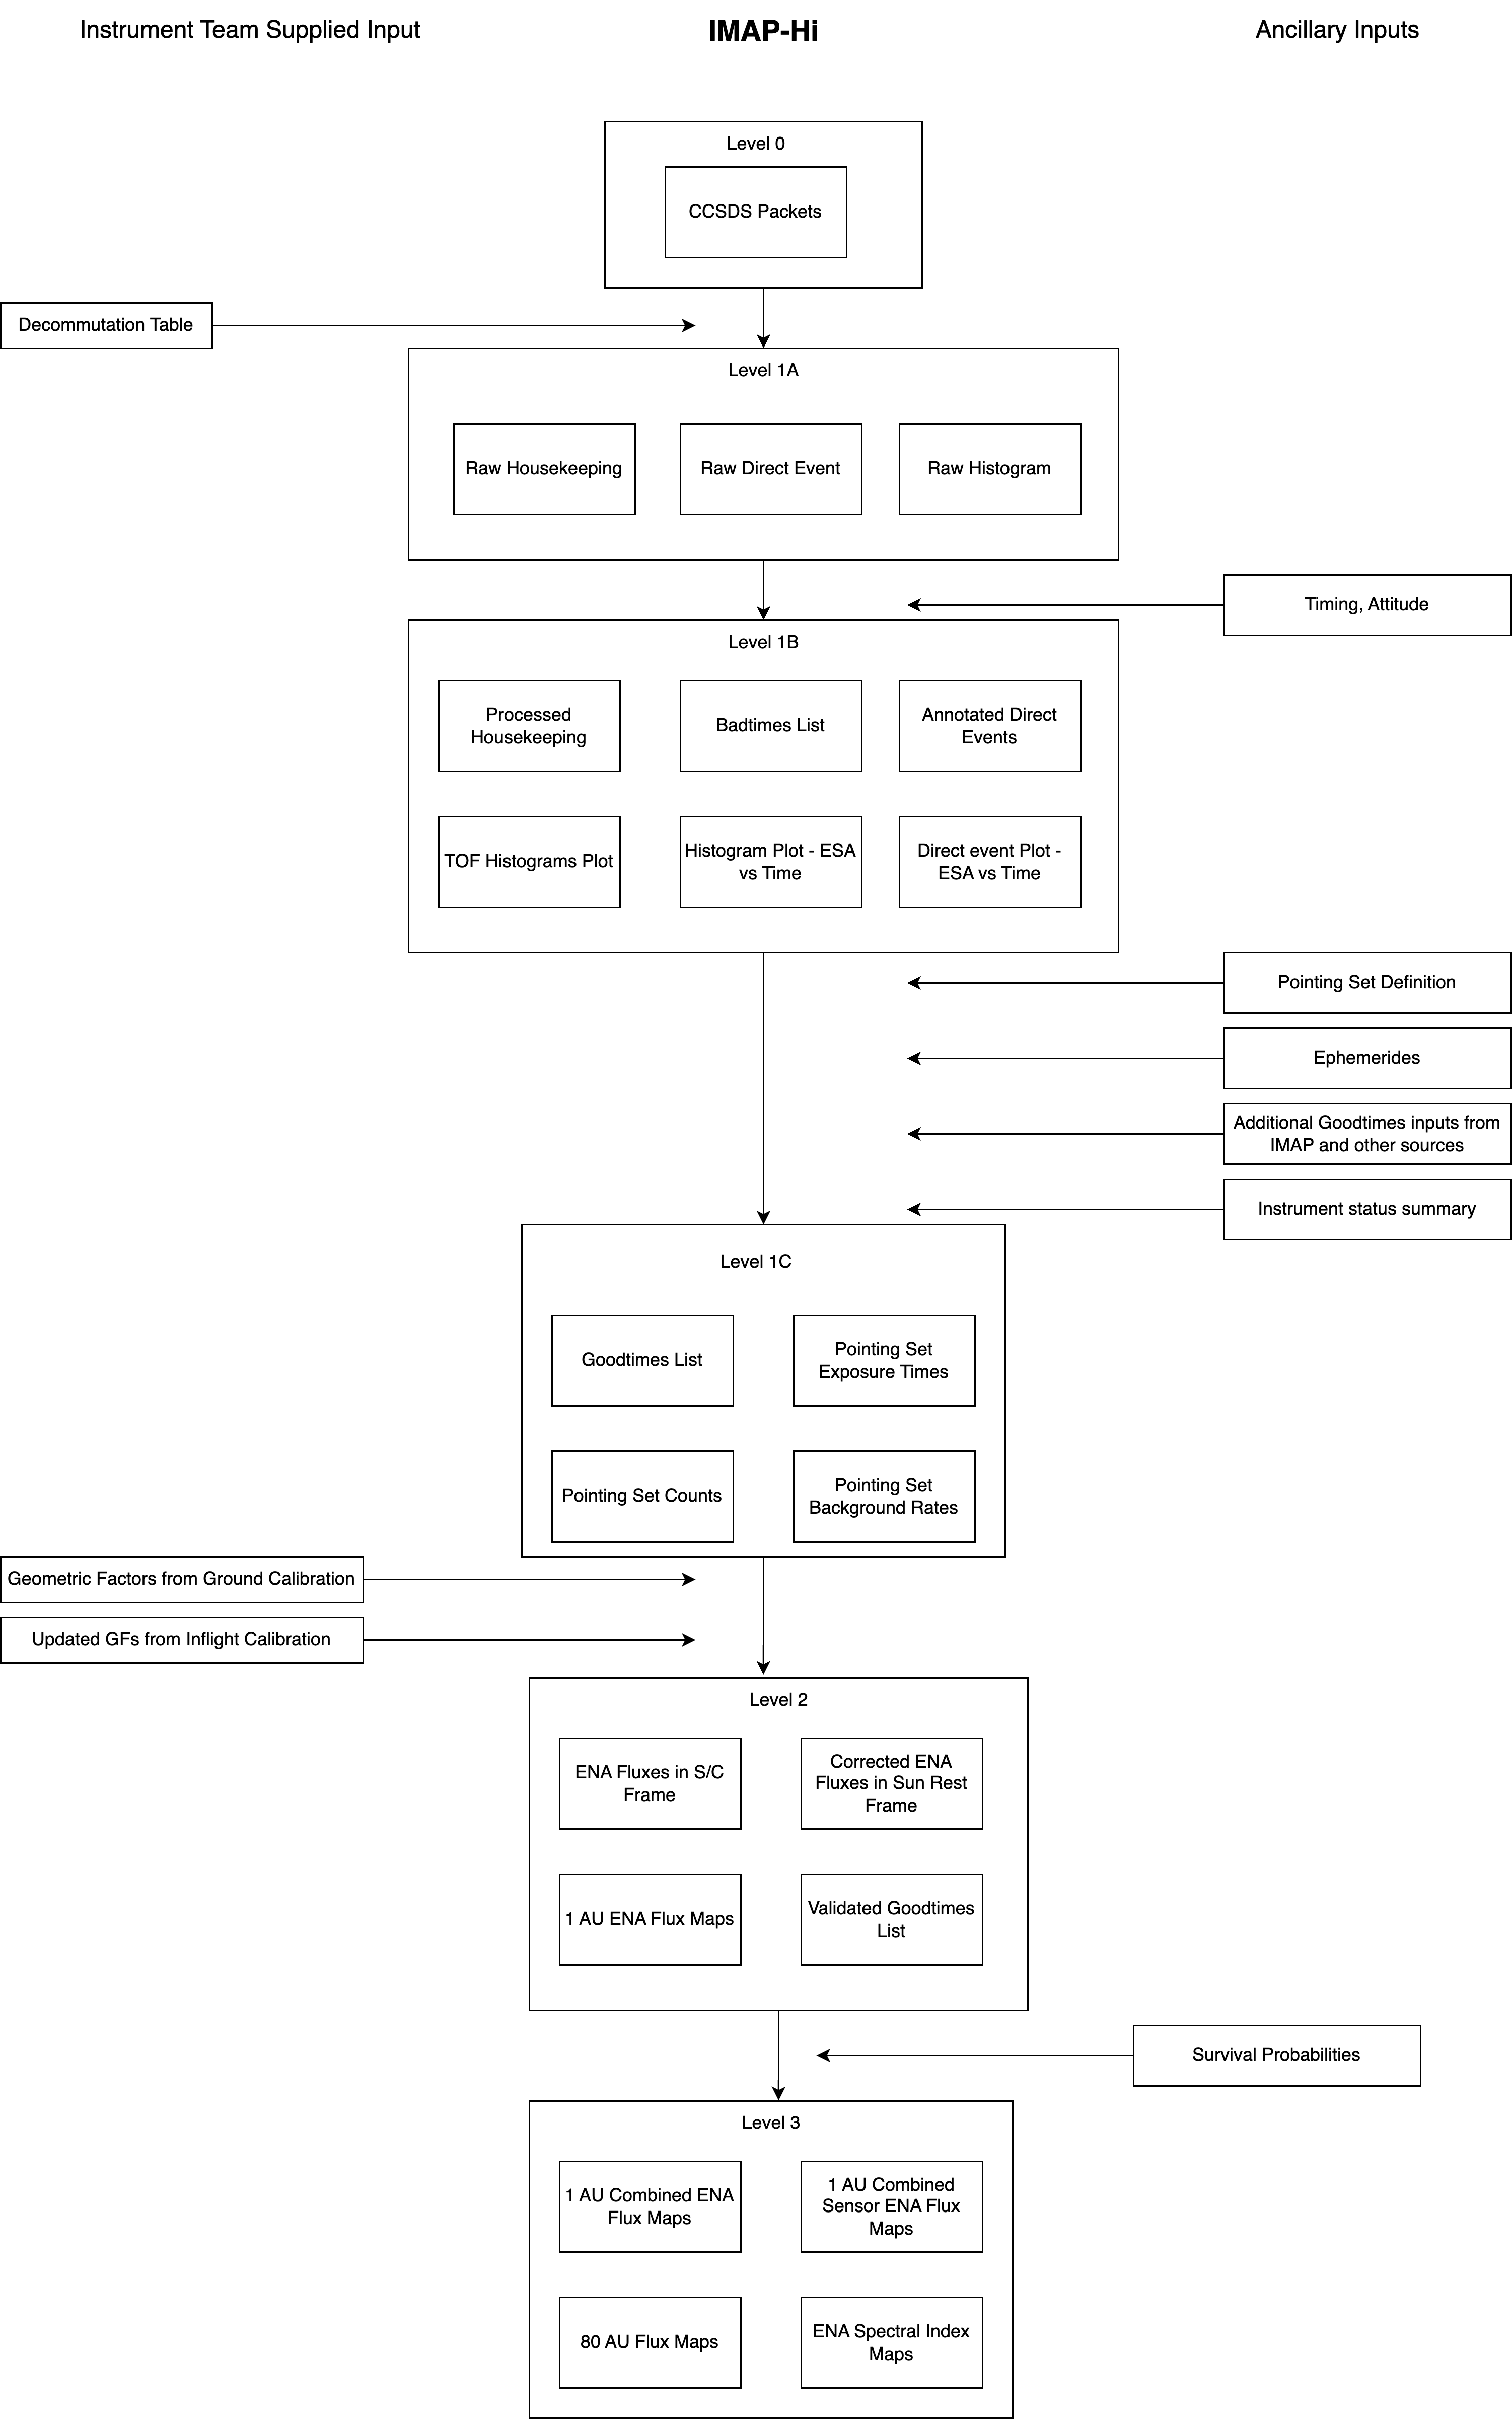 Instrument Team Supplied Input
IMAP-Hi
Ancillary Inputs
Level 0
CCSDS Packets
Decommutation Table
Level 1A
Raw Housekeeping
Raw Direct Event
Raw Histogram
Timing, Attitude
Level 1B
Processed
Housekeeping
Badtimes List
Annotated Direct
Events
TOF Histograms Plot
Histogram Plot - ESA
vs Time
Direct event Plot -
ESA vs Time
Pointing Set Definition
Ephemerides
Additional Goodtimes inputs from
IMAP and other sources
Instrument status summary
Level 1C
Goodtimes List
Pointing Set
Exposure Times
Pointing Set Counts
Pointing Set
Background Rates
Geometric Factors from Ground Calibration
Updated GFs from Inflight Calibration
Level 2
ENA Fluxes in S/C
Frame
Corrected ENA
Fluxes in Sun Rest
Frame
1 AU ENA Flux Maps
Validated Goodtimes
List
Survival Probabilities
Level 3
1 AU Combined ENA
Flux Maps
1 AU Combined
Sensor ENA Flux
Maps
80 AU Flux Maps
ENA Spectral Index
Maps